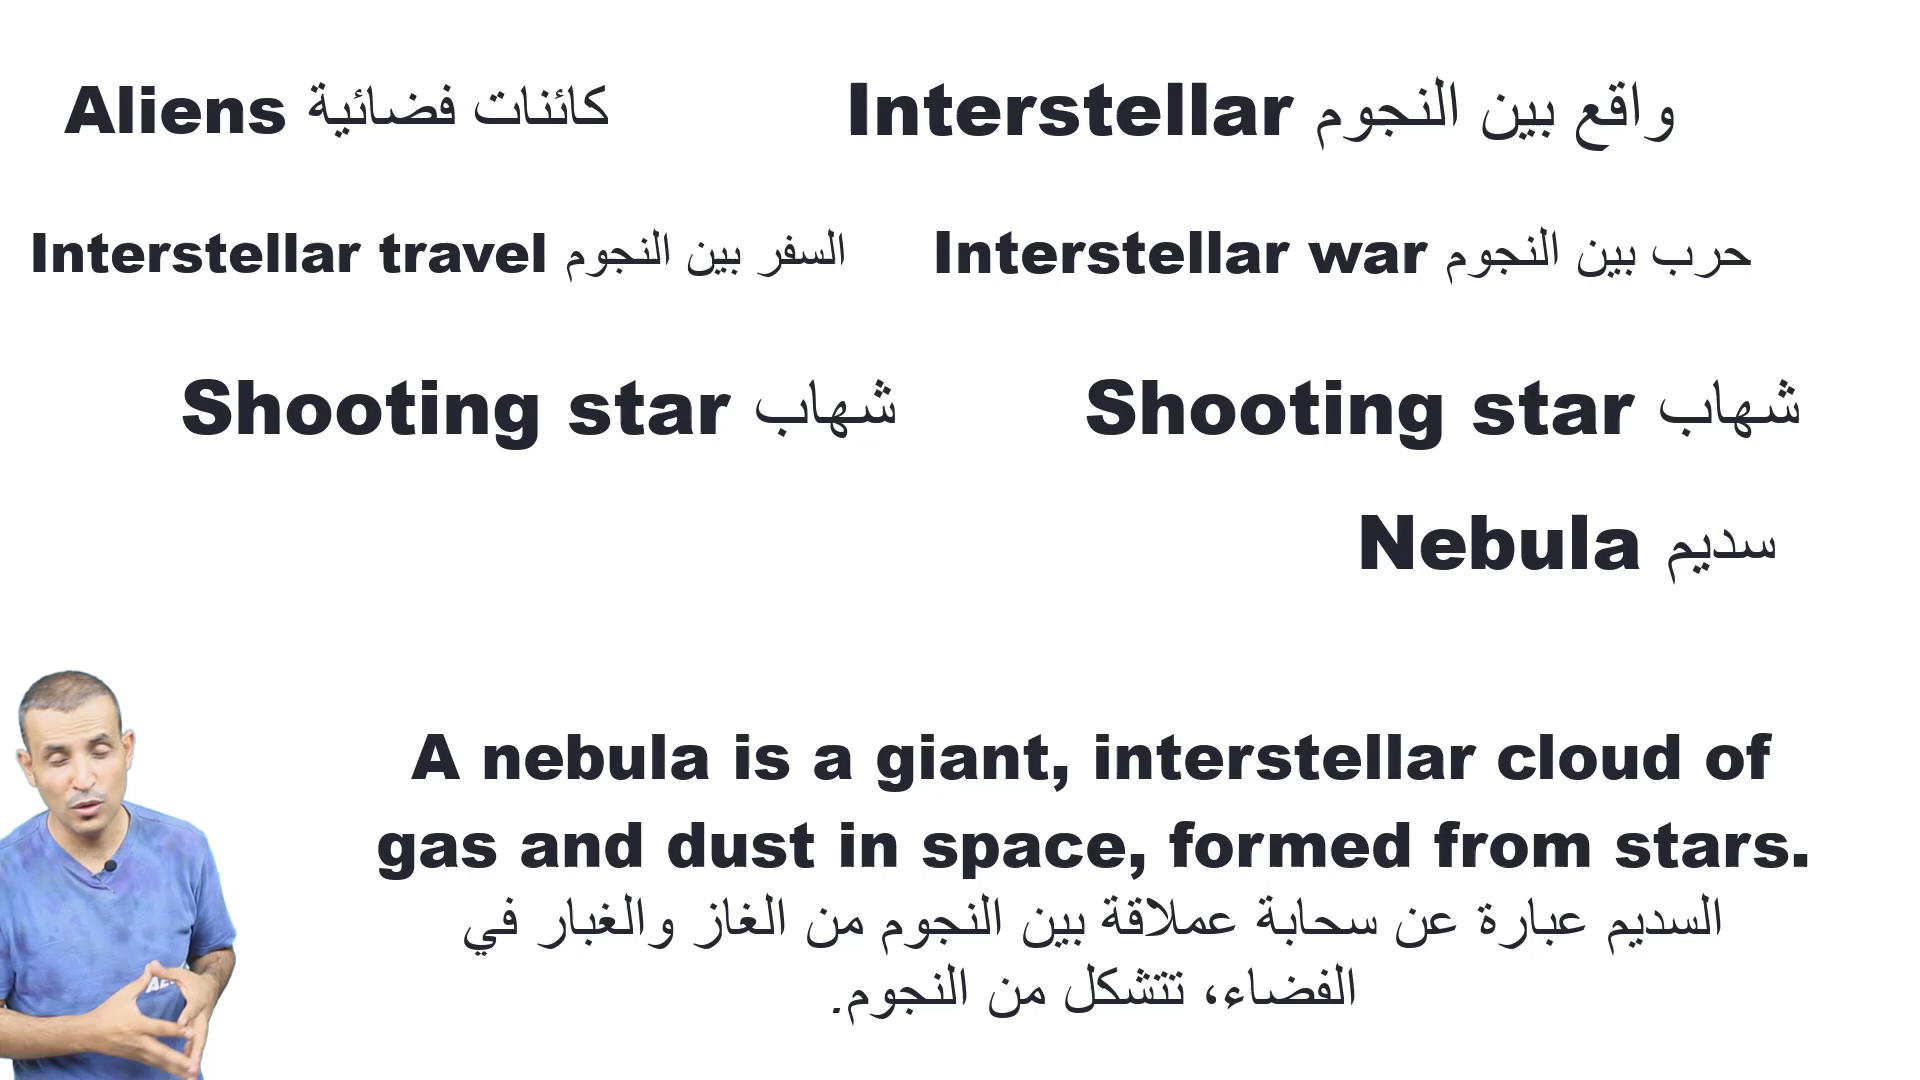 Aliens كائنات فضائية
Interstellar واقع بين النجوم
Interstellar travel السفر بين النجوم
Interstellar war حرب بين النجوم
Shooting star شهاب
Shooting star شهاب
Nebula سديم
A nebula is a giant, interstellar cloud of
gas and dust in space, formed from stars.
السديم عبارة عن سحابة عملاقة بين النجوم من الغاز والغبار في
الفضاء، تتشكل من النجوم.